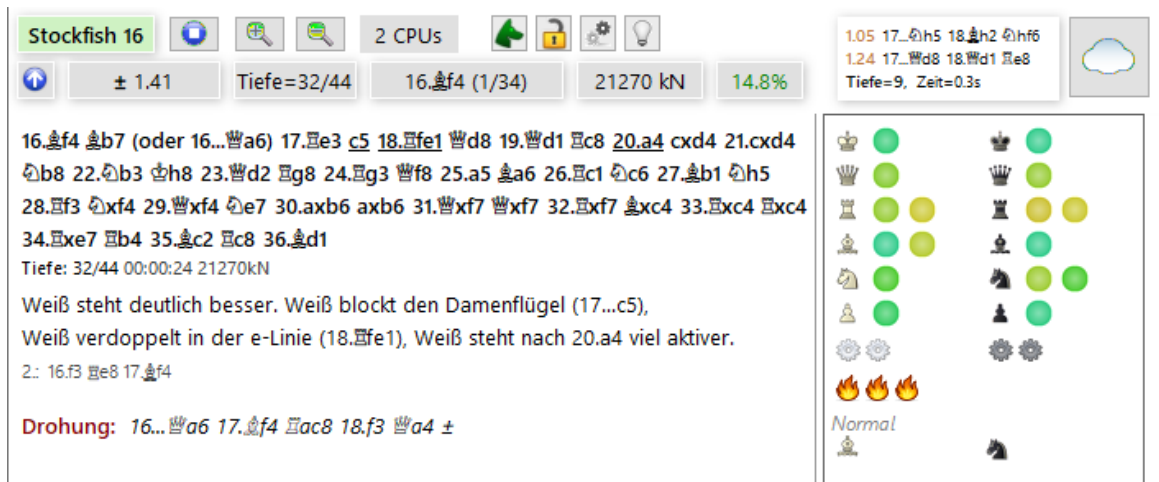 Stockfish 16
2 CPUs
1.05 17...♘h5 18.♗h2 ♘hf6
1.24 17...♕d8 18.♕d1 ♖e8
Tiefe=9, Zeit=0.3s
± 1.41
Tiefe=32/44
16.♗f4 (1/34)
21270 kN
14.8%
16.♗f4 ♗b7 (oder 16...♕a6) 17.♖e3 c5 18.♖fe1 ♕d8 19.♕d1 ♖c8 20.a4 cxd4 21.cxd4
♘b8 22.♘b3 ♔h8 23.♕d2 ♖g8 24.♖g3 ♕f8 25.a5 ♗a6 26.♖c1 ♘c6 27.♗b1 ♘h5
28.♖f3 ♘xf4 29.♕xf4 ♘e7 30.axb6 axb6 31.♕xf7 ♕xf7 32.♖xf7 ♗xc4 33.♖xc4 ♖xc4
34.♖xe7 ♖b4 35.♗c2 ♖c8 36.♗d1
Tiefe: 32/44 00:00:24 21270kN
Weiß steht deutlich besser. Weiß blockt den Damenflügel (17...c5),
Weiß verdoppelt in der e-Linie (18.♖fe1), Weiß steht nach 20.a4 viel aktiver.
2.: 16.f3 ♖e8 17.♗f4
Drohung: 16...♕a6 17.♗f4 ♖ac8 18.f3 ♕a4 ±
Normal